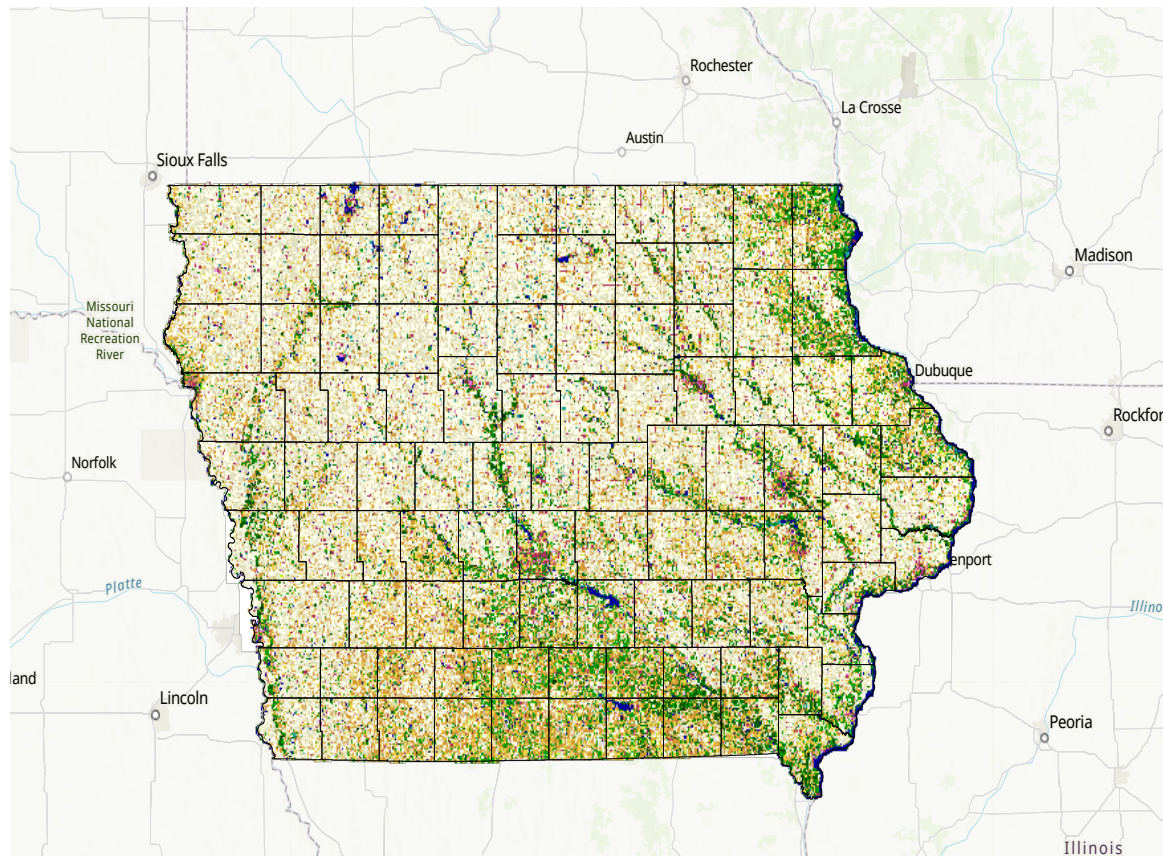 Rochester
La Crosse
Austin
Sioux Falls
Madison
Missouri
National
Recreation
River
Dubuque
Rockfor
Norfolk
enport
Platte
Illino
land
Lincoln
Peoria
Illinois